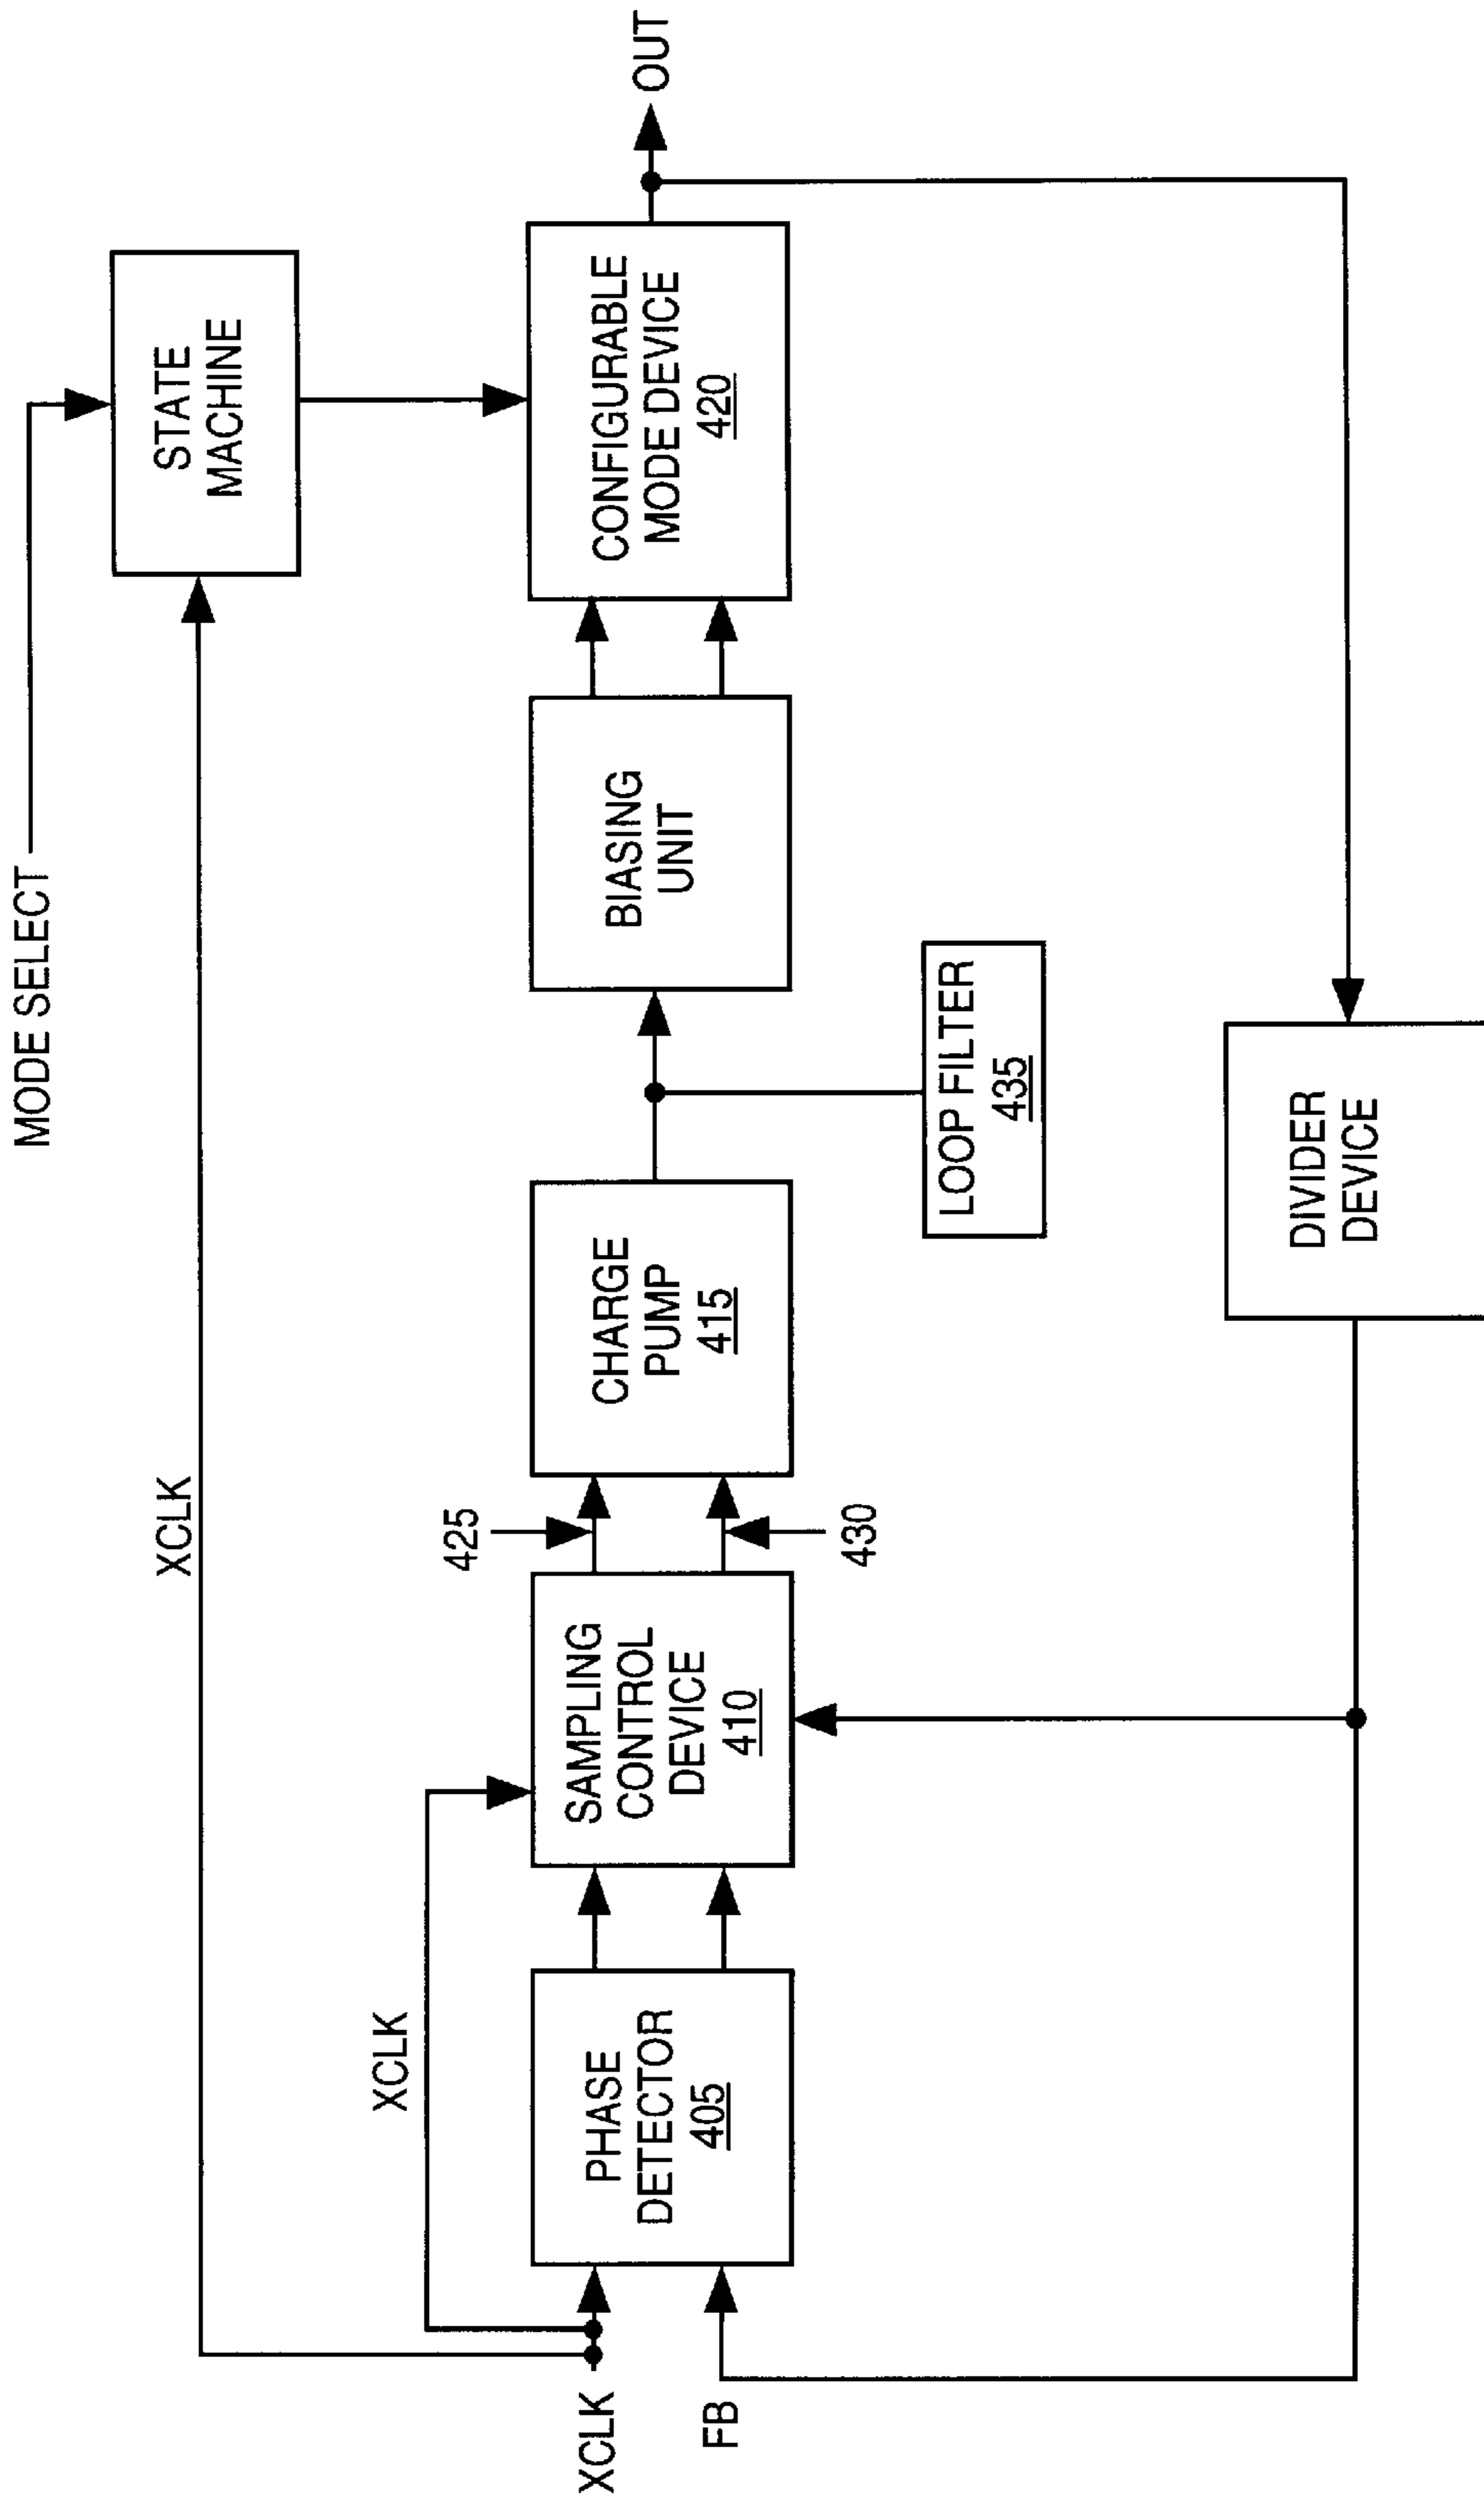 MODE SELECT
STATE
MACHINE
XCLK
XCLK
XCLK
FB
PHASE
DETECTOR
405
SAMPLING
CONTROL
DEVICE
410
425
430
CHARGE
PUMP
415
LOOP FILTER
435
BIASING
UNIT
CONFIGURABLE
MODE DEVICE
420
OUT
DIVIDER
DEVICE